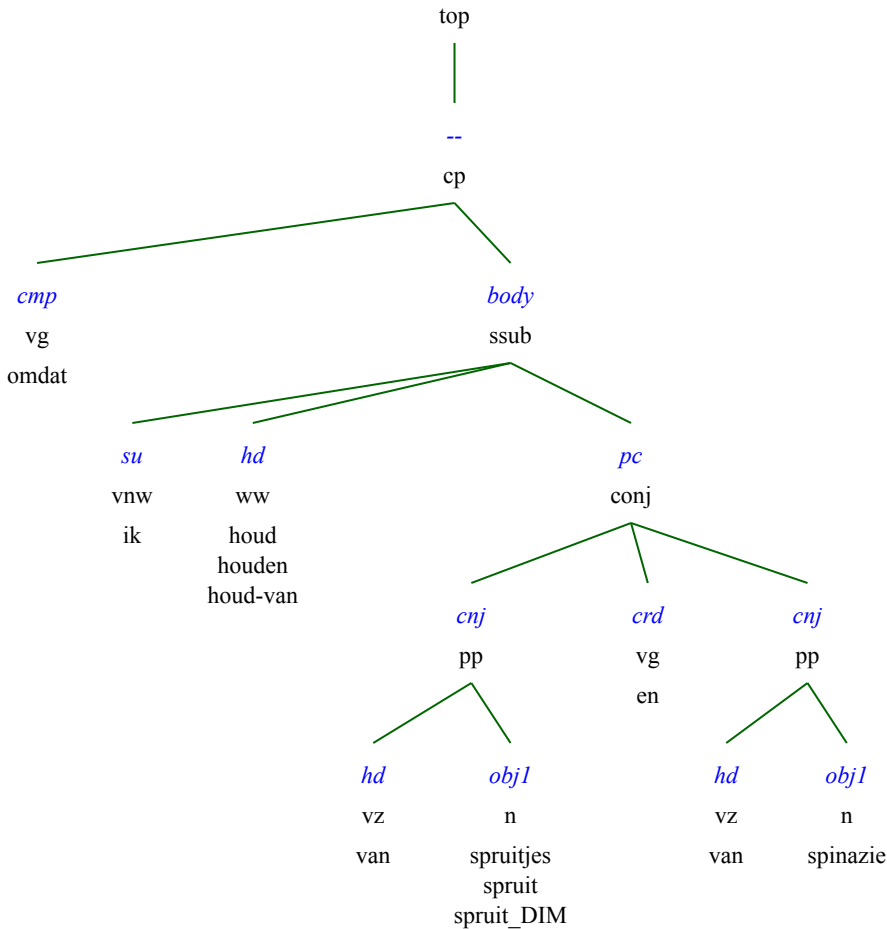 top
--
cp
cmp body
vg ssub
omdat
su hd pc
vnw ww conj
ik houd
houden
houd-van
cnj crd cnj
pp vg pp
en
hd obj1 hd obj1
vz n vz n
van spruitjes van spinazie
spruit
spruit_DIM